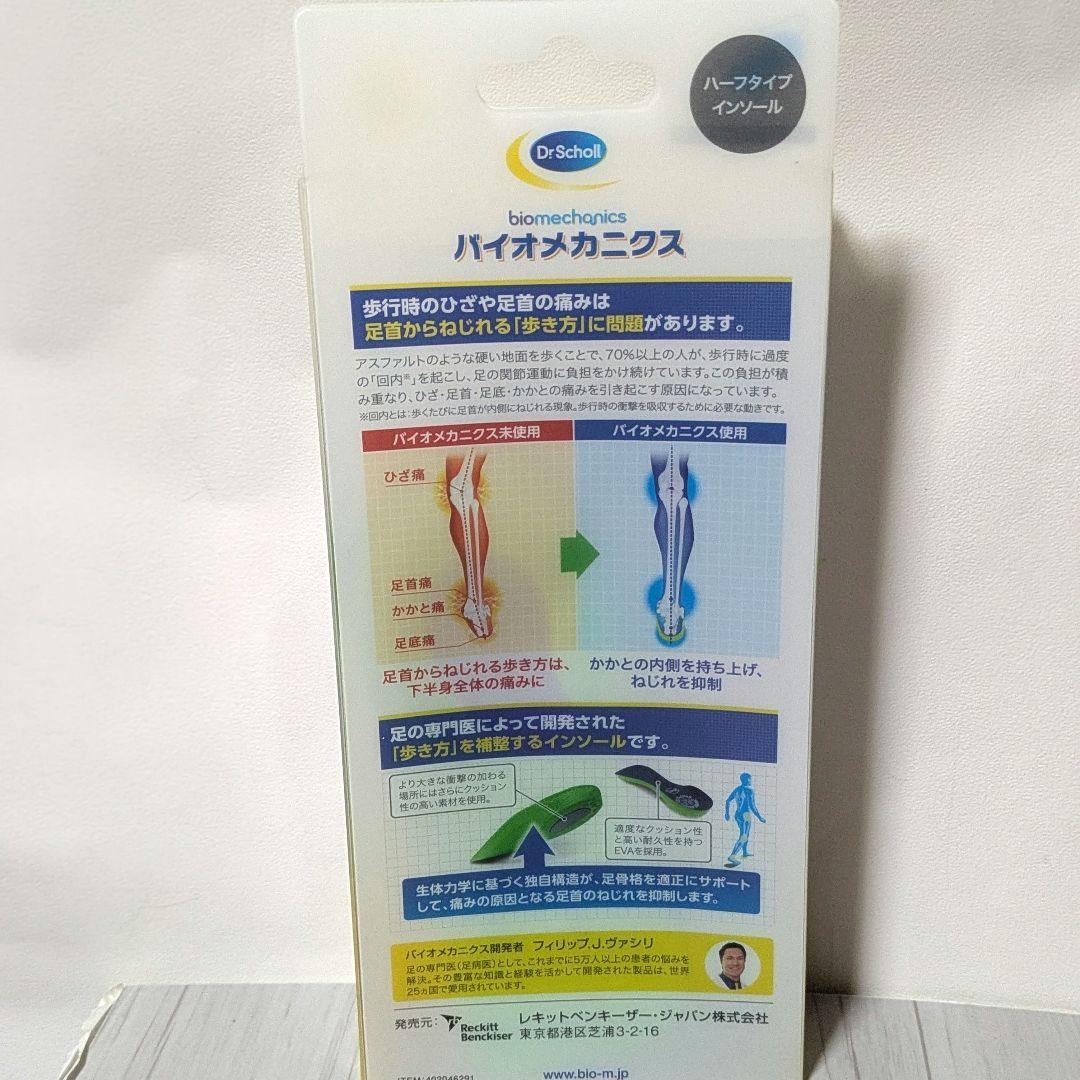 ハーフタイプ
インソール
Dr.Scholl
biomechanics
バイオメカニクス
歩行時のひざや足首の痛みは
足首からねじれる「歩き方」に問題があります。
アスファルトのような硬い地面を歩くことで、70%以上の人が、歩行時に過度
の「回内※」を起こし、足の関節運動に負担をかけ続けています。この負担が積
み重なり、ひざ・足首・足底・かかとの痛みを引き起こす原因になっています。
※回内とは：歩くたびに足首が内側にねじれる現象。歩行時の衝撃を吸収するために必要な動きです。
バイオメカニクス未使用
バイオメカニクス使用
ひざ痛
足首痛
かかと痛
足底痛
足首からねじれる歩き方は、
下半身全体の痛みに
かかとの内側を持ち上げ、
ねじれを抑制
足の専門医によって開発された
「歩き方」を補整するインソールです。
より大きな衝撃の加わる
場所にはさらにクッション
性の高い素材を使用。
適度なクッション性
と高い耐久性を持つ
EVAを採用。
生体力学に基づく独自構造が、足骨格を適正にサポート
して、痛みの原因となる足首のねじれを抑制します。
バイオメカニクス開発者 フィリップ.J.ヴァシリ
足の専門医(足病医)として、これまでに5万人以上の患者の悩みを
解決。その豊富な知識と経験を活かして開発された製品は、世界
25ヵ国で愛用されています。
発売元：
Reckitt
Benckiser
レキットベンキーザー・ジャパン株式会社
東京都港区芝浦3-2-16
www.bio-m.jp
ITEM：403046291